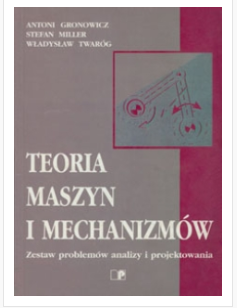 ANTONI GRONOWICZ
STEFAN MILLER
WŁADYSŁAW TWARÓG
TEORIA
MASZYN
I MECHANIZMÓW
Zestaw problemów analizy i projektowania